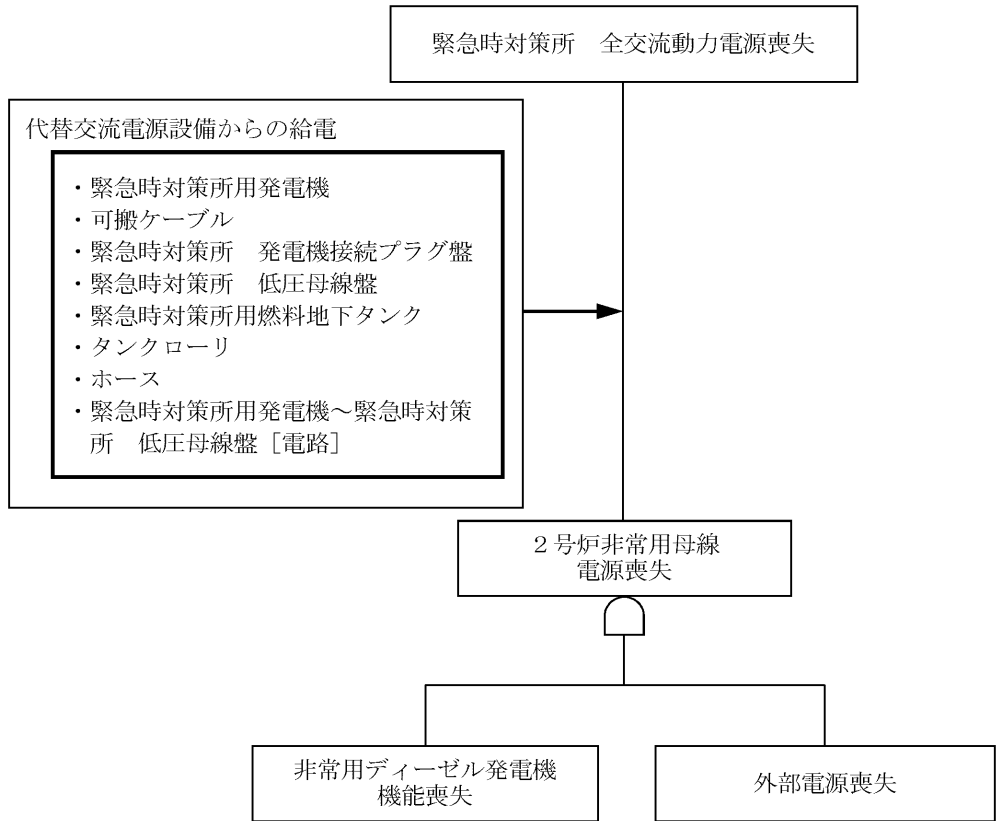 緊急時対策所　全交流動力電源喪失
代替交流電源設備からの給電
・緊急時対策所用発電機
・可搬ケーブル
・緊急時対策所　発電機接続プラグ盤
・緊急時対策所　低圧母線盤
・緊急時対策所用燃料地下タンク
・タンクローリ
・ホース
・緊急時対策所用発電機～緊急時対策
所　低圧母線盤［電路］
２号炉非常用母線
電源喪失
非常用ディーゼル発電機
機能喪失
外部電源喪失